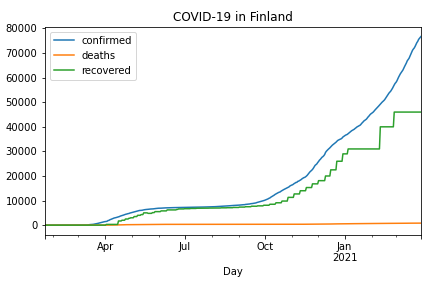 COVID-19 in Finland
80000
70000
60000
50000
40000
30000
20000
10000
0
confirmed
deaths
recovered
Apr
Jul
Oct
Jan
2021
Day